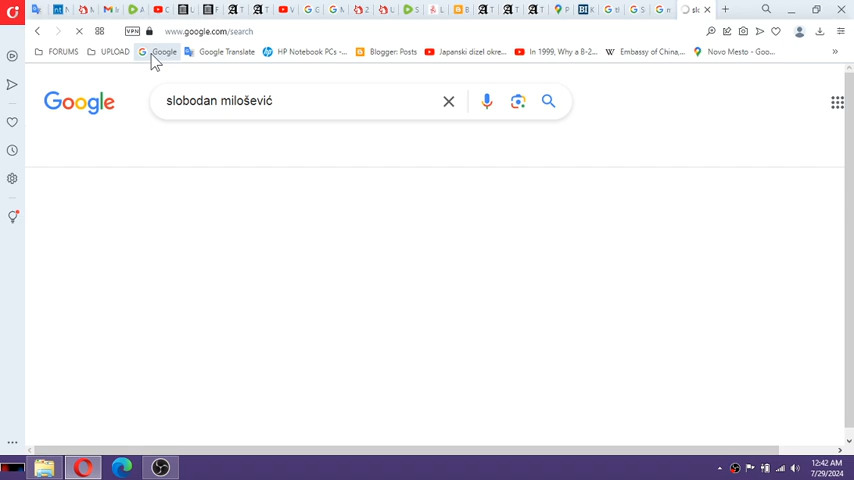 www.google.com/search
VPN
FORUMS UPLOAD Google Google Translate HP Notebook PCs -... Blogger: Posts Japanski dizel okre... In 1999, Why a B-2... Embassy of China,... Novo Mesto - Goo...
Google slobodan milošević
12:42 AM
7/29/2024